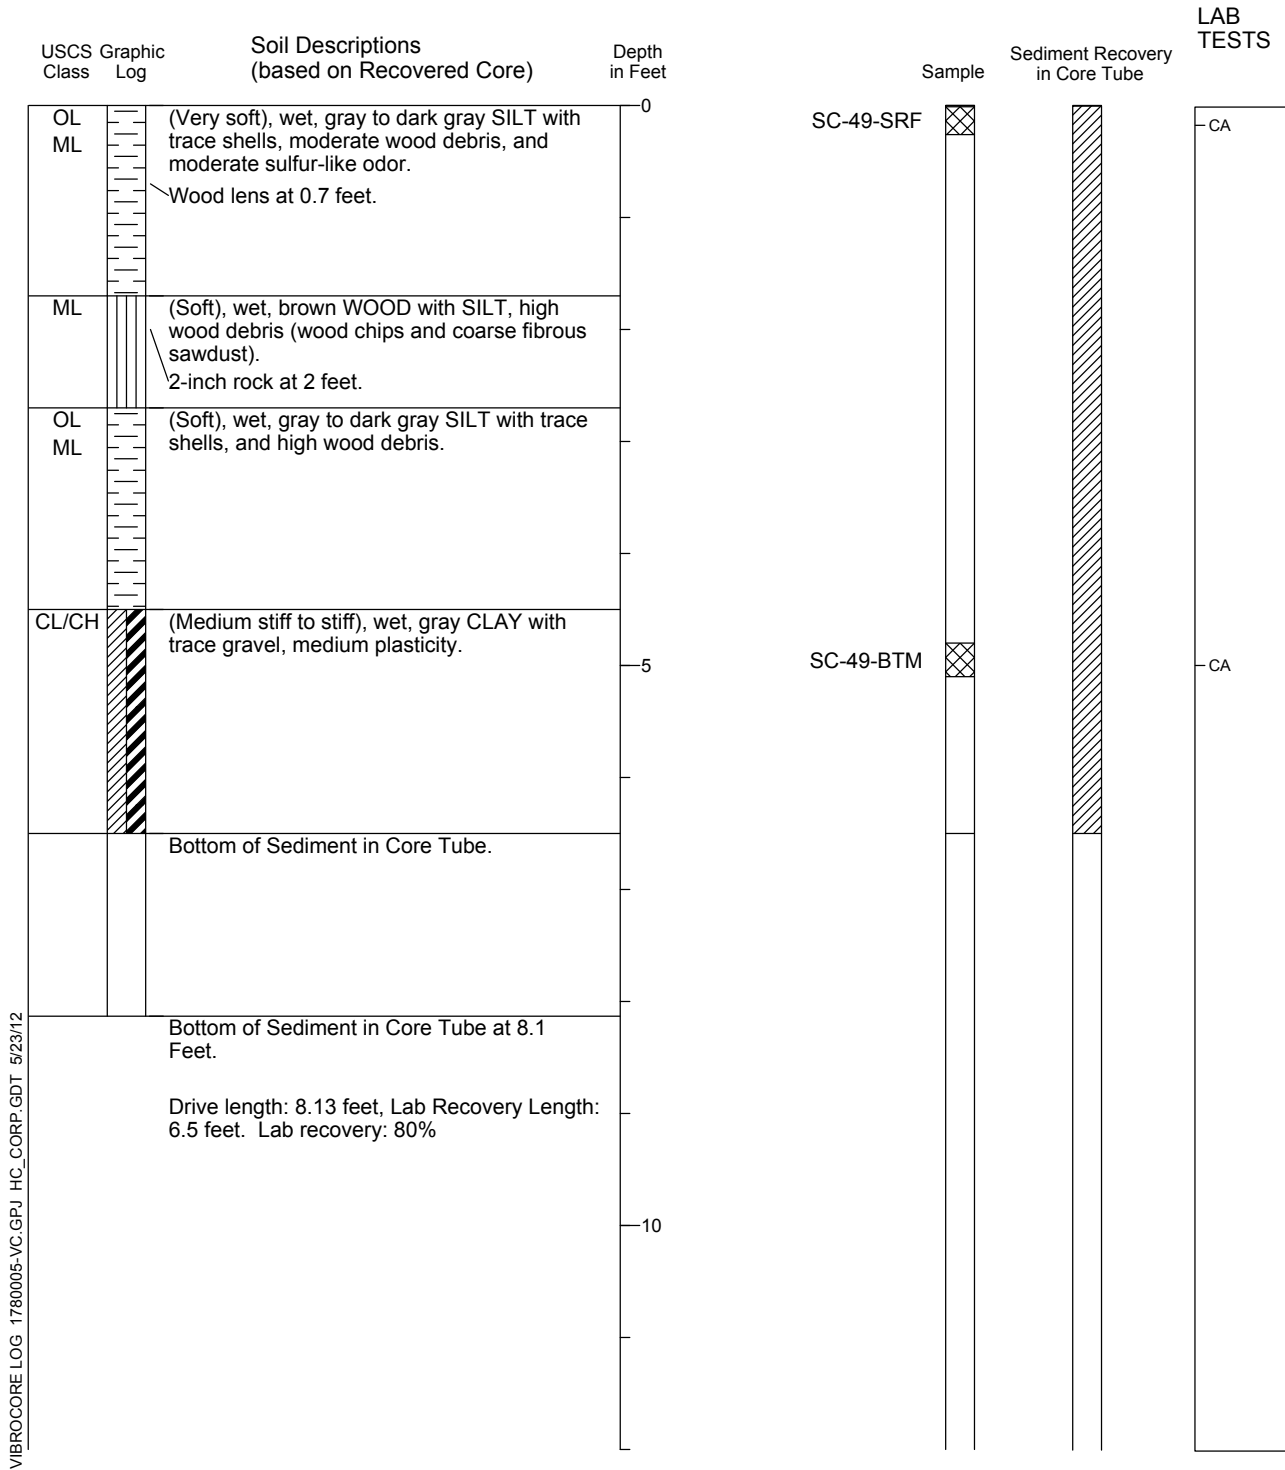 LAB
TESTS
USCS Graphic
Class Log
Soil Descriptions
(based on Recovered Core)
Depth
in Feet
Sample
Sediment Recovery
in Core Tube
0
OL
ML
(Very soft), wet, gray to dark gray SILT with
trace shells, moderate wood debris, and
moderate sulfur-like odor.
Wood lens at 0.7 feet.
SC-49-SRF
CA
ML
(Soft), wet, brown WOOD with SILT, high
wood debris (wood chips and coarse fibrous
sawdust).
2-inch rock at 2 feet.
OL
ML
(Soft), wet, gray to dark gray SILT with trace
shells, and high wood debris.
CL/CH
(Medium stiff to stiff), wet, gray CLAY with
trace gravel, medium plasticity.
5
SC-49-BTM
CA
Bottom of Sediment in Core Tube.
Bottom of Sediment in Core Tube at 8.1
Feet.
Drive length: 8.13 feet, Lab Recovery Length:
6.5 feet. Lab recovery: 80%
10
VIBROCORE LOG 1780005-VC.GPJ HC_CORP.GDT 5/23/12